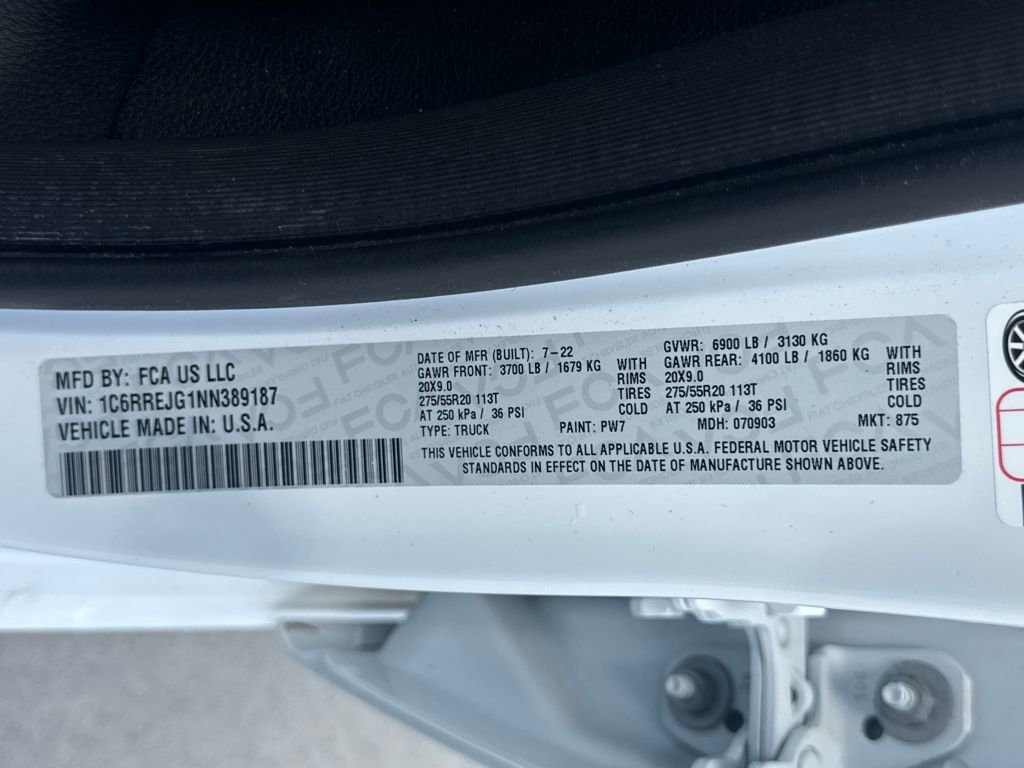 MFD BY: FCA US LLC
VIN: 1C6RREJG1NN389187
VEHICLE MADE IN: U.S.A.
DATE OF MFR (BUILT): 7-22
GAWR FRONT: 3700 LB / 1679 KG WITH
20X9.0 RIMS
275/55R20 113T TIRES
AT 250 kPa / 36 PSI COLD
TYPE: TRUCK PAINT: PW7
GVWR: 6900 LB / 3130 KG
GAWR REAR: 4100 LB / 1860 KG WITH
20X9.0 RIMS
275/55R20 113T TIRES
AT 250 kPa / 36 PSI COLD
MDH: 070903 MKT: 875
THIS VEHICLE CONFORMS TO ALL APPLICABLE U.S.A. FEDERAL MOTOR VEHICLE SAFETY
STANDARDS IN EFFECT ON THE DATE OF MANUFACTURE SHOWN ABOVE.